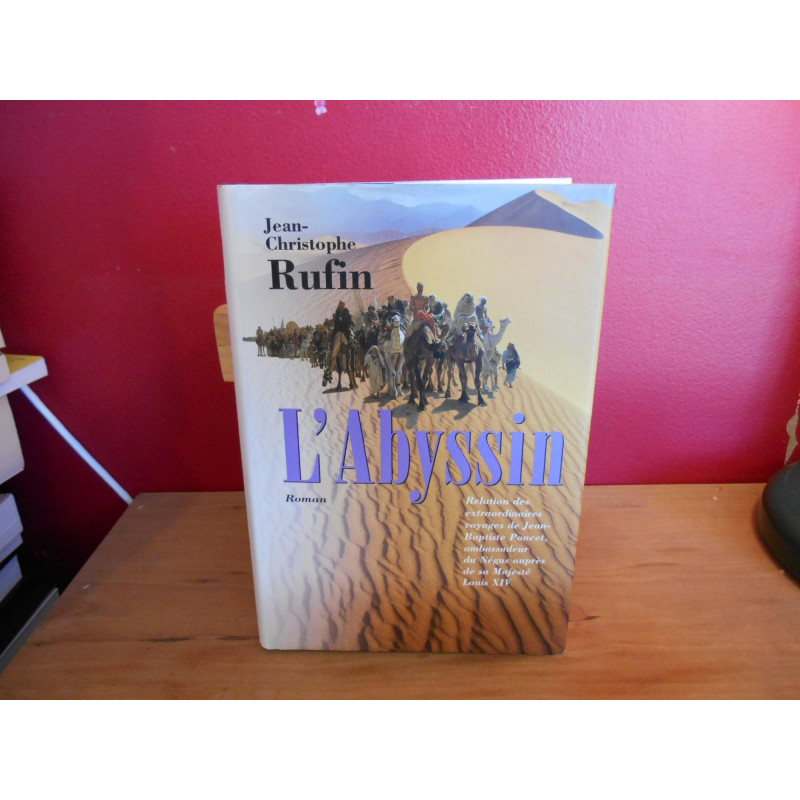 Jean-
Christophe
Rufin
L'Abyssin
Roman
Relation des
extraordinaires
voyages de Jean-
Baptiste Poncet,
ambassadeur
du Négus auprès
de sa Majesté
Louis XIV